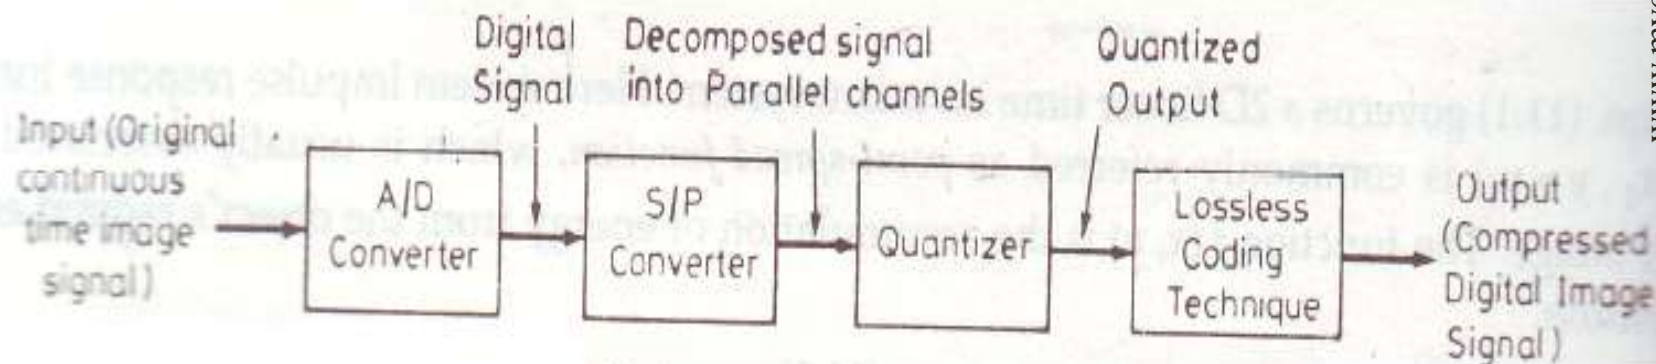 Digital
Signal
Decomposed signal
into Parallel channels
Quantized
Output
Input (Original
continuous
time image
signal)
A/D
Converter
S/P
Converter
Quantizer
Lossless
Coding
Technique
Output
(Compressed
Digital Image
Signal)